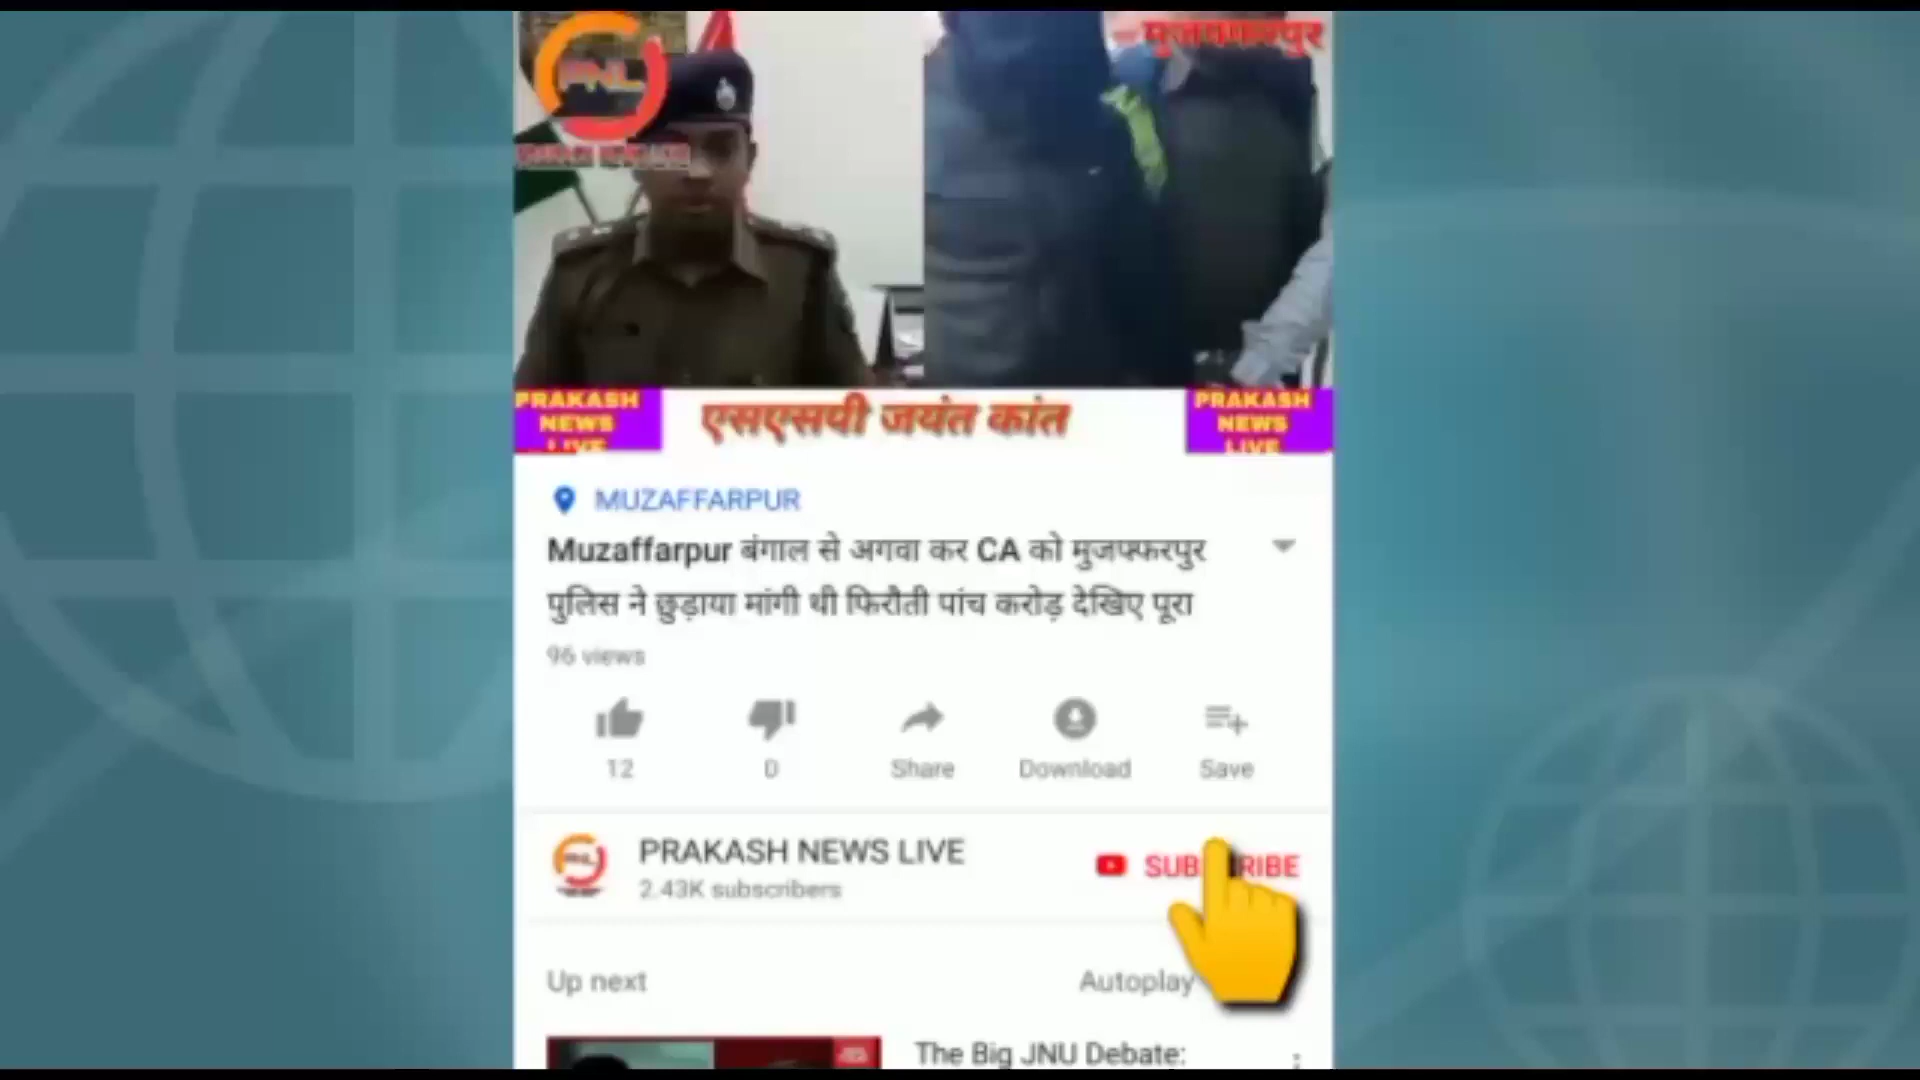 PNL
मुजफ्फरपुर
PRAKASH
NEWS
LIVE
एसएसपी जयंत कांत
PRAKASH
NEWS
LIVE
MUZAFFARPUR
Muzaffarpur बंगाल से अगवा कर CA को मुजफ्फरपुर
पुलिस ने छुड़ाया मांगी थी फिरौती पांच करोड़ देखिए पूरा
96 views
12
0
Share
Download
Save
PRAKASH NEWS LIVE
2.43K subscribers
Up next
Autoplay
The Big JNU Debate: